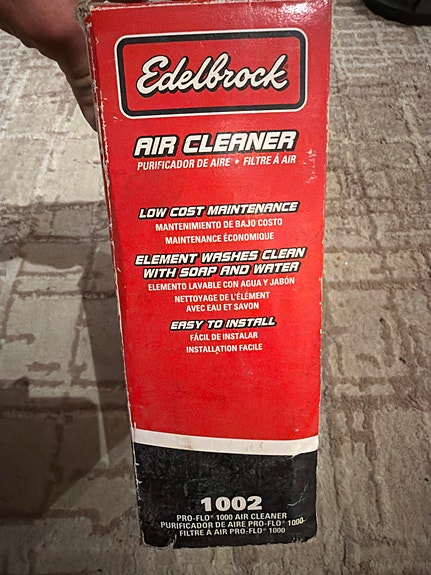 Edelbrock
AIR CLEANER
PURIFICADOR DE AIRE • FILTRE À AIR
LOW COST MAINTENANCE
MANTENIMIENTO DE BAJO COSTO
MAINTENANCE ÉCONOMIQUE
ELEMENT WASHES CLEAN
WITH SOAP AND WATER
ELEMENTO LAVABLE CON AGUA Y JABÓN
NETTOYAGE DE L'ÉLÉMENT
AVEC EAU ET SAVON
EASY TO INSTALL
FÁCIL DE INSTALAR
INSTALLATION FACILE
1002
PRO-FLO® 1000 AIR CLEANER
PURIFICADOR DE AIRE PRO-FLO® 1000
FILTRE À AIR PRO-FLO® 1000